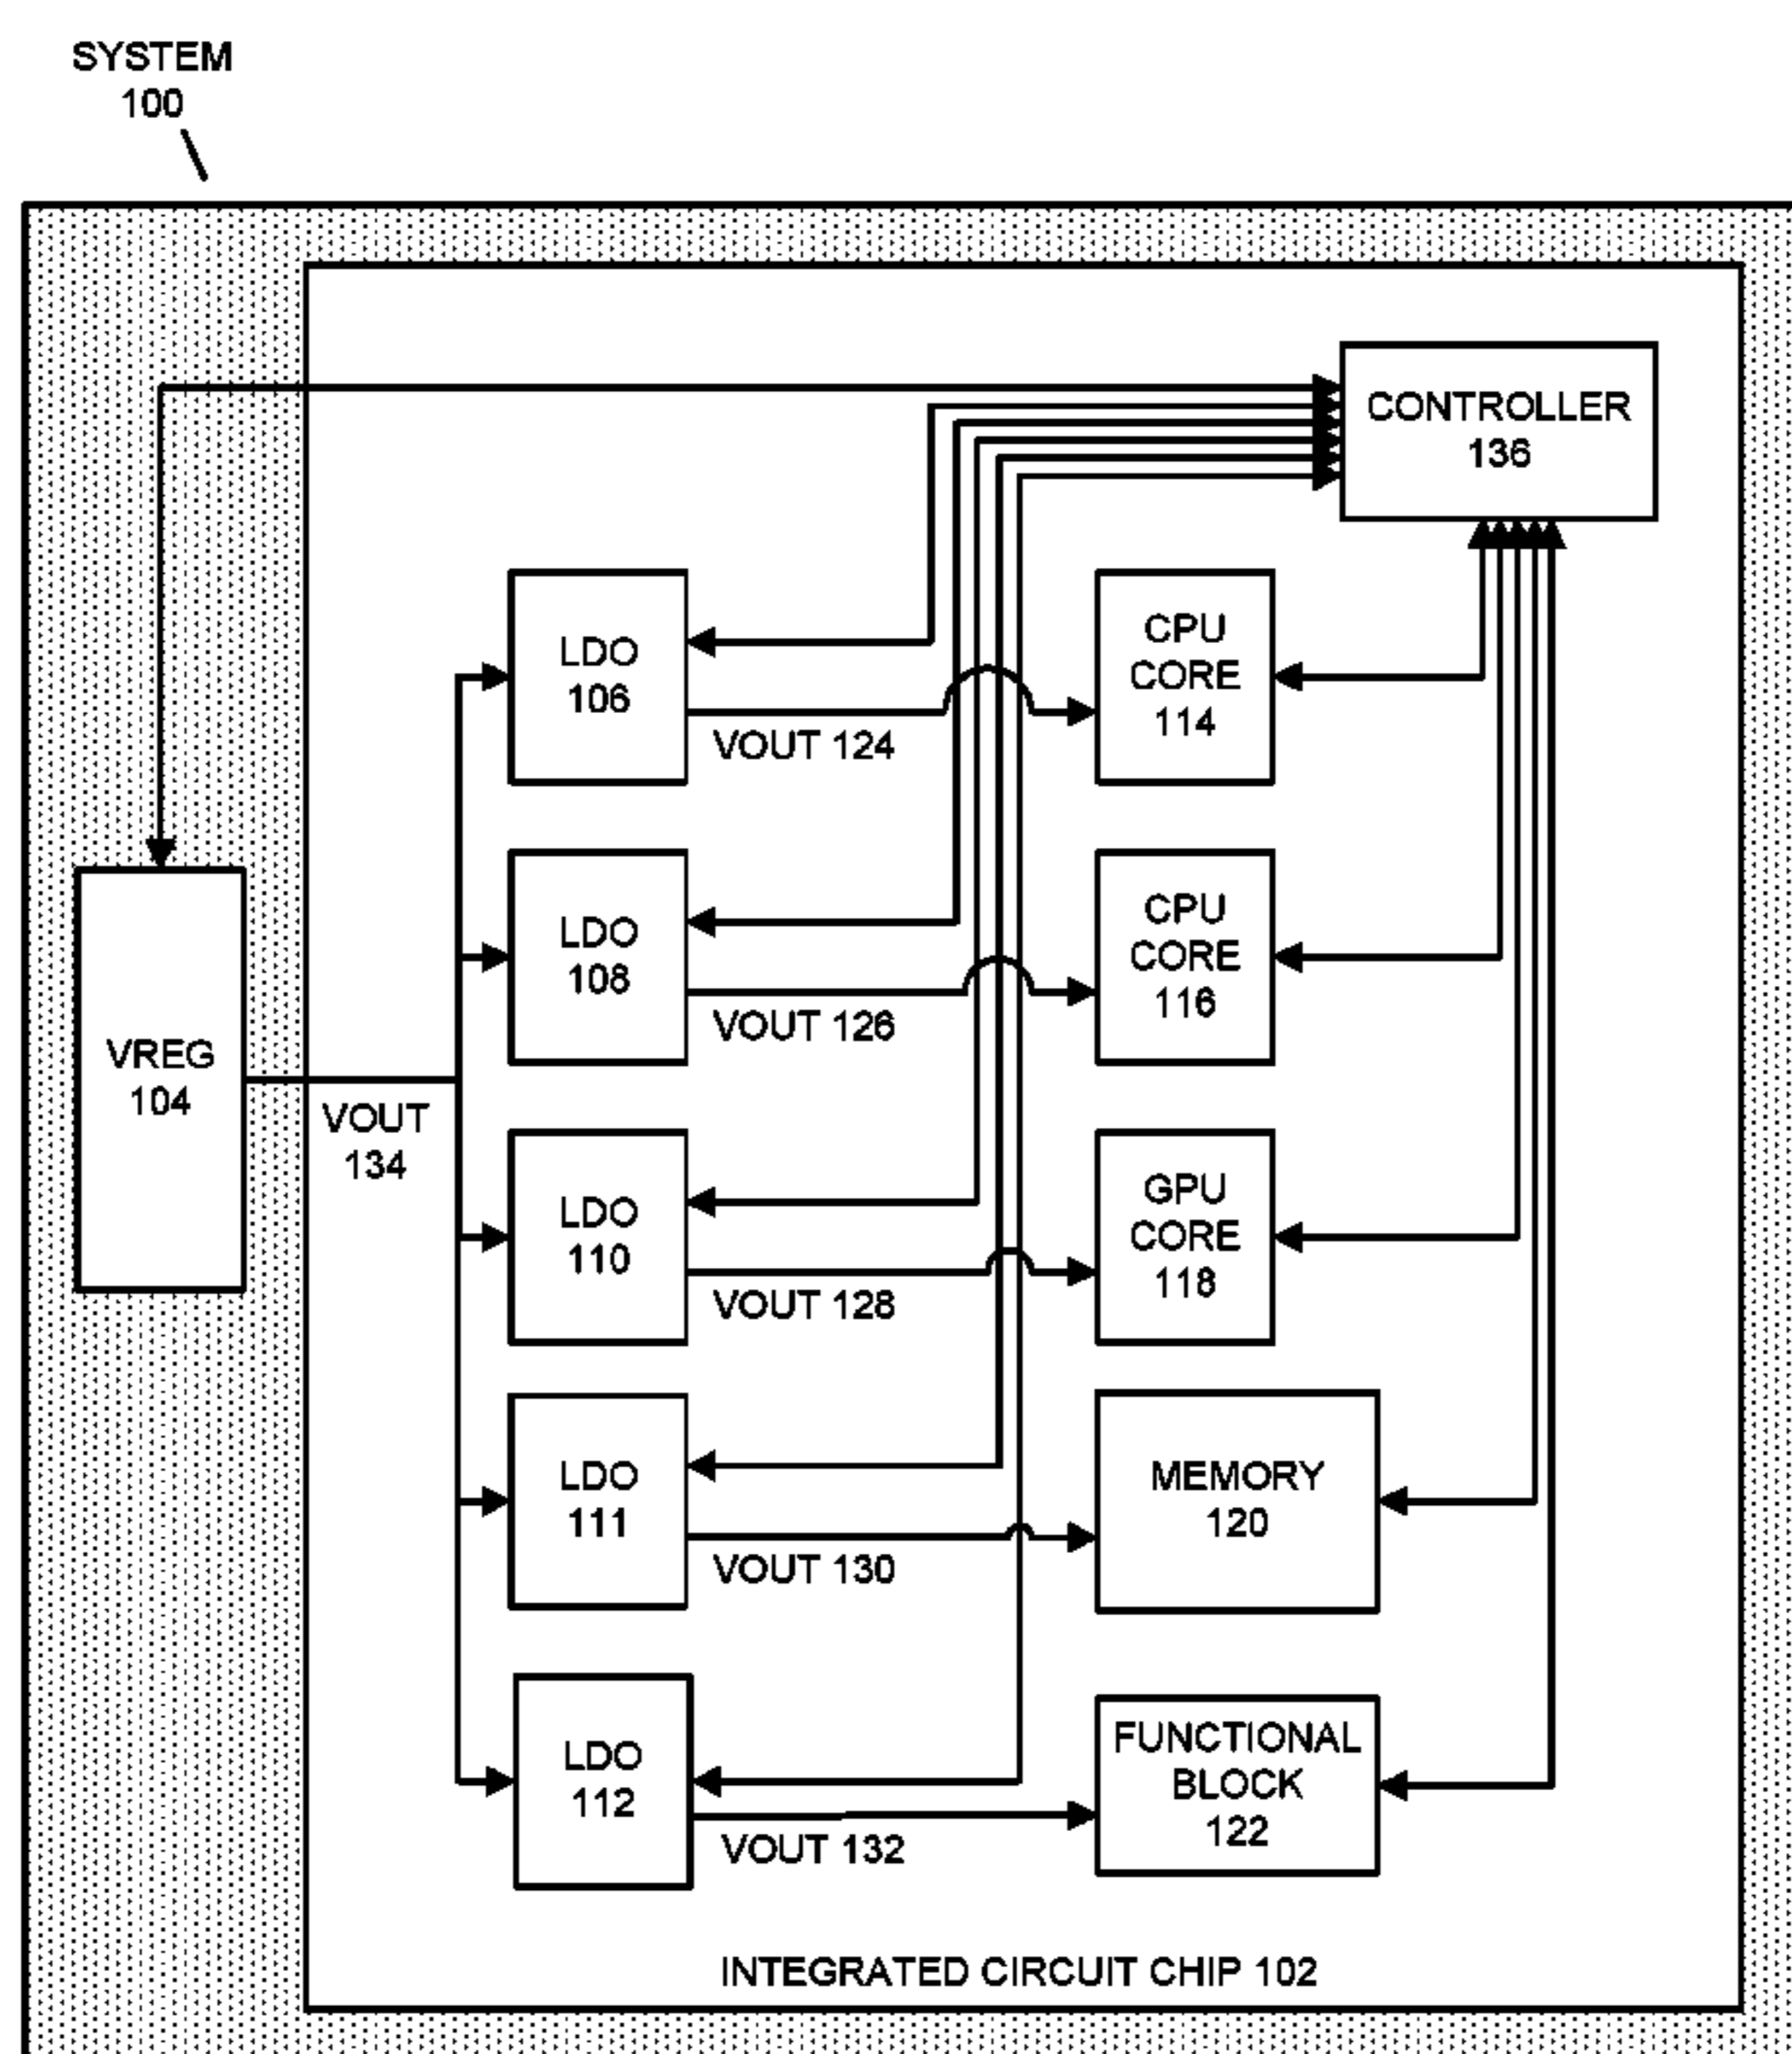 SYSTEM
100
CONTROLLER
136
LDO
106
CPU
CORE
114
VOUT 124
LDO
108
CPU
CORE
116
VOUT 126
VREG
104
VOUT
134
LDO
110
GPU
CORE
118
VOUT 128
LDO
111
MEMORY
120
VOUT 130
LDO
112
FUNCTIONAL
BLOCK
122
VOUT 132
INTEGRATED CIRCUIT CHIP 102